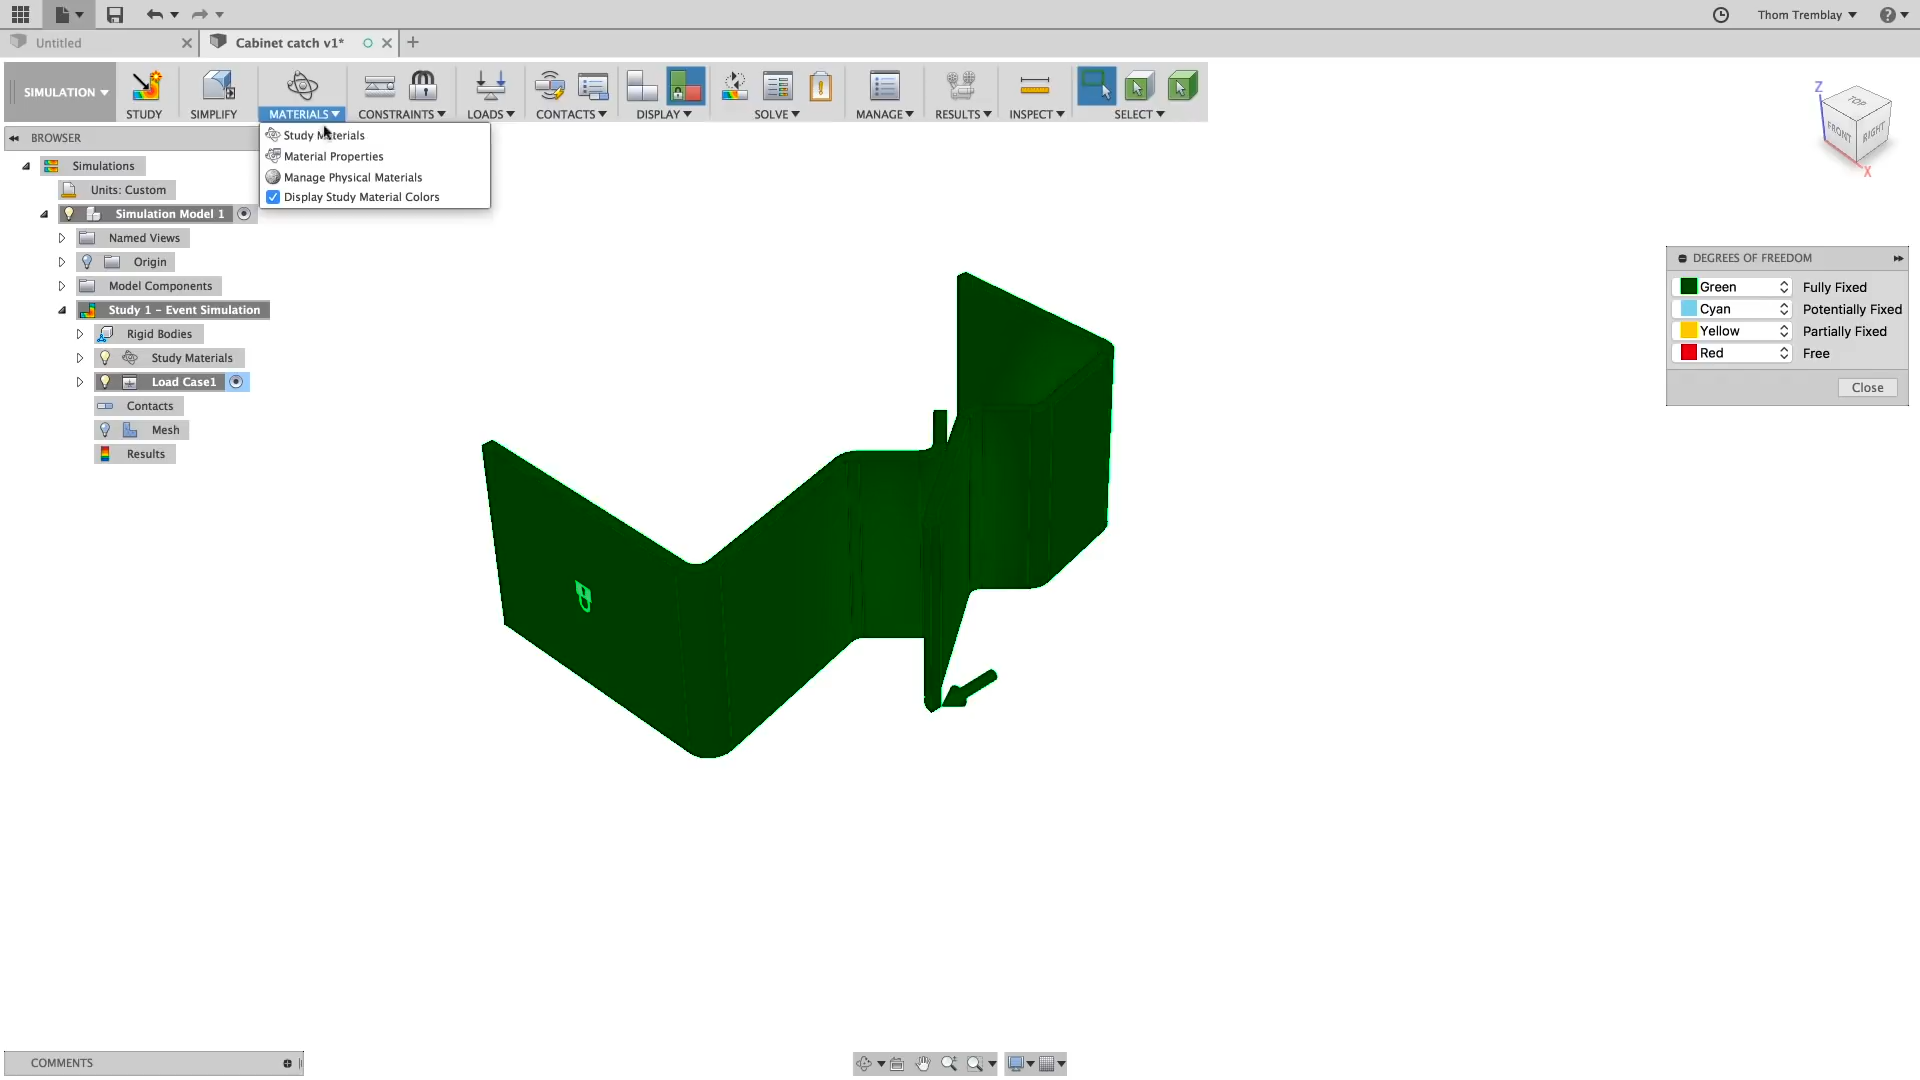 Thom Tremblay
Untitled
Cabinet catch v1*
SIMULATION
STUDY
SIMPLIFY
MATERIALS
CONSTRAINTS
LOADS
CONTACTS
DISPLAY
SOLVE
MANAGE
RESULTS
INSPECT
SELECT
BROWSER
Study Materials
Material Properties
Manage Physical Materials
Display Study Material Colors
Simulations
Units: Custom
Simulation Model 1
Named Views
Origin
Model Components
Study 1 - Event Simulation
Rigid Bodies
Study Materials
Load Case1
Contacts
Mesh
Results
Z
TOP
FRONT
RIGHT
X
DEGREES OF FREEDOM
Green Fully Fixed
Cyan Potentially Fixed
Yellow Partially Fixed
Red Free
Close
COMMENTS